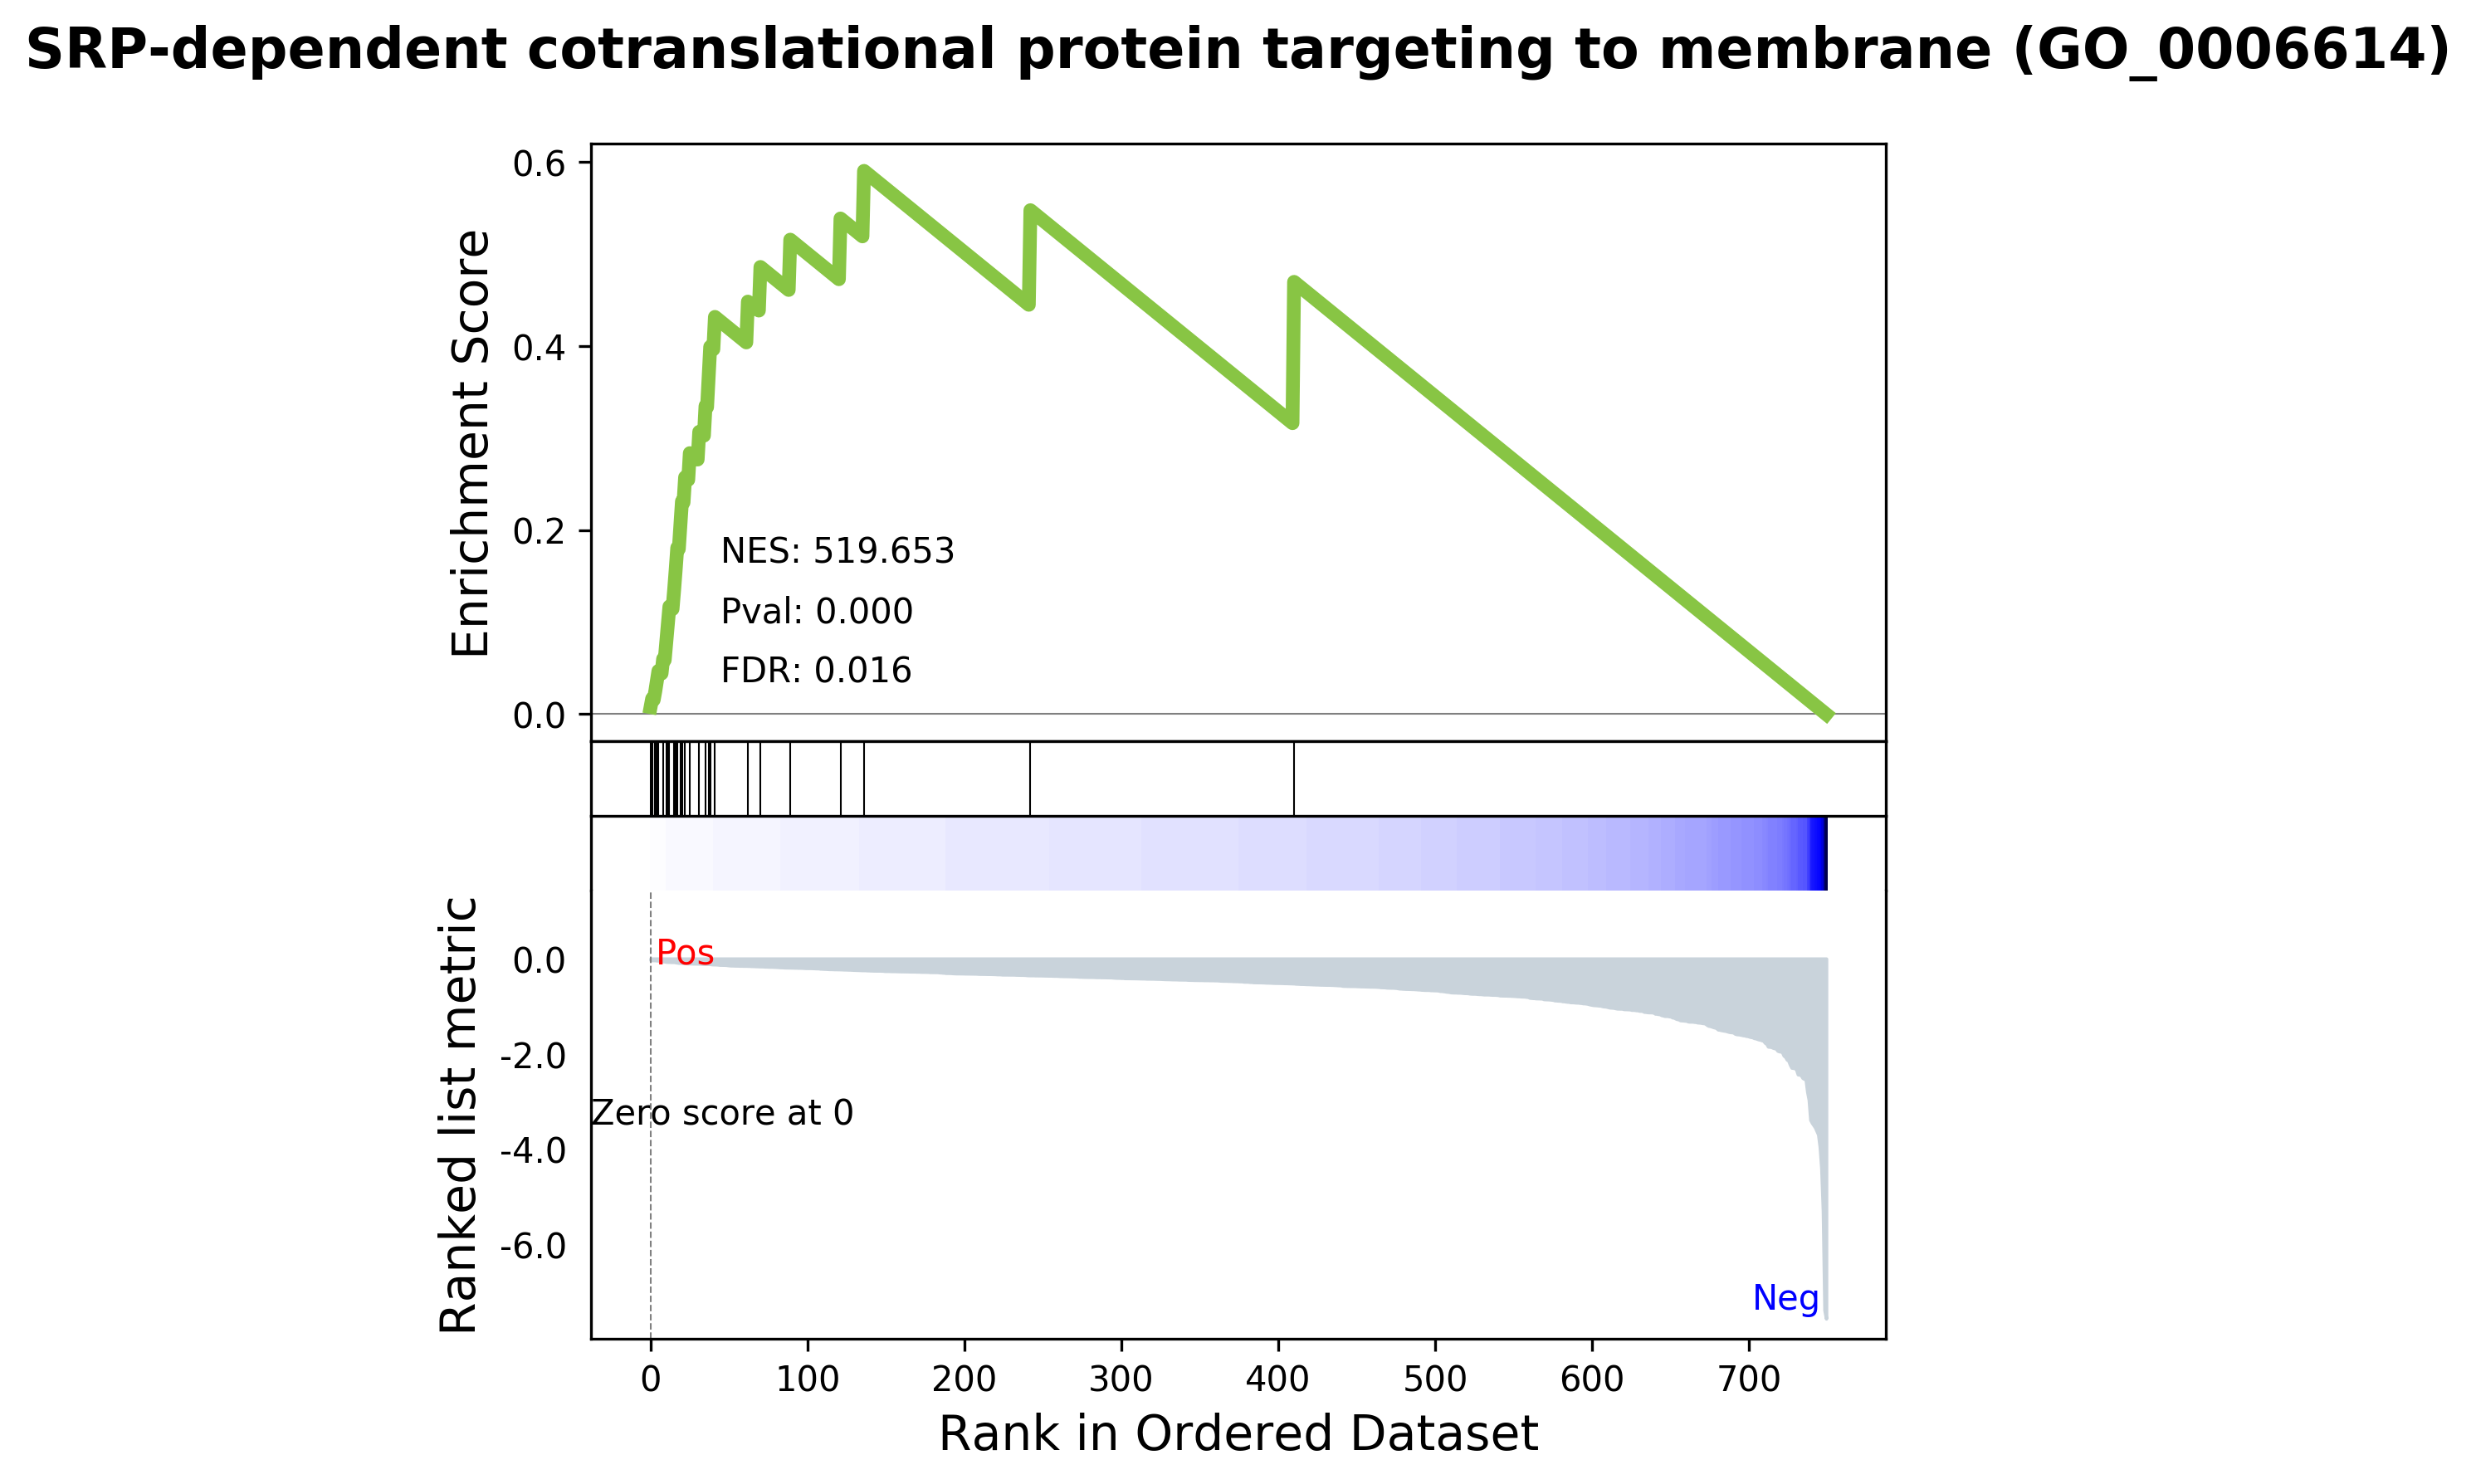 SRP-dependent cotranslational protein targeting to membrane (GO_0006614)
Enrichment Score
0.6
0.4
0.2
0.0
NES: 519.653
Pval: 0.000
FDR: 0.016
Ranked list metric
0.0
-2.0
-4.0
-6.0
Pos
Zero score at 0
Neg
0 100 200 300 400 500 600 700
Rank in Ordered Dataset